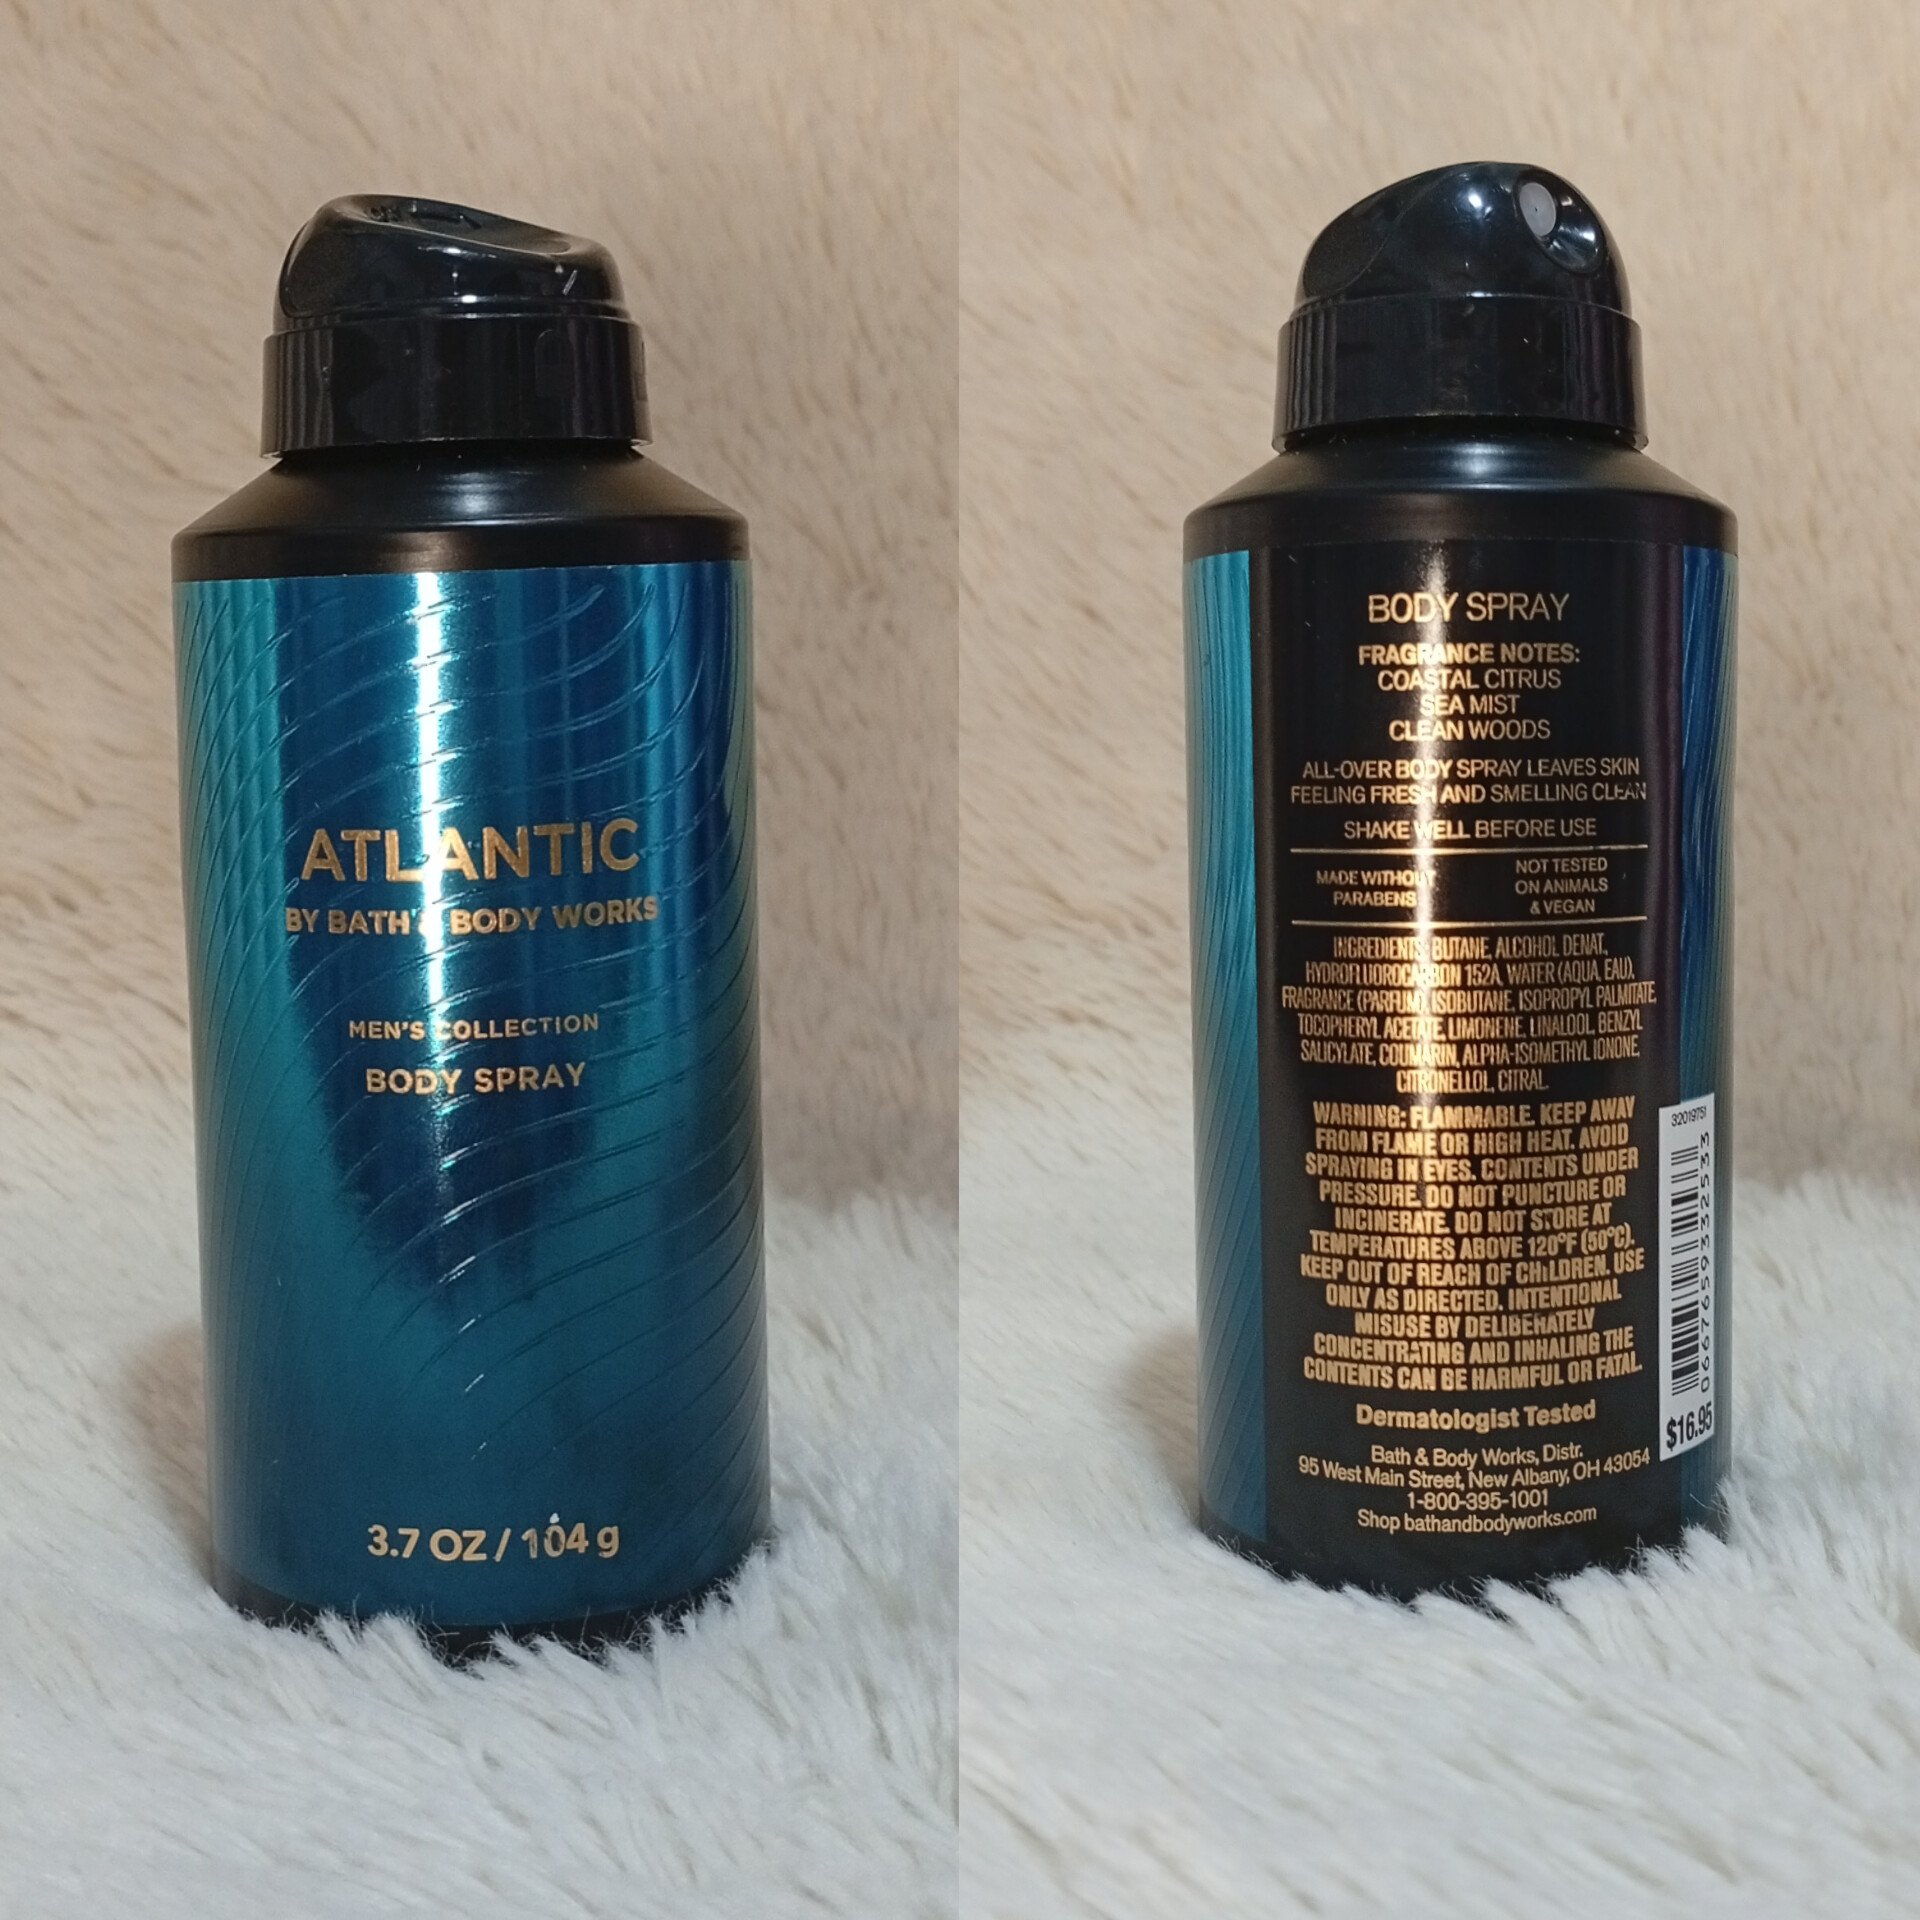 ATLANTIC
BY BATH & BODY WORKS
MEN'S COLLECTION
BODY SPRAY
3.7 OZ / 104 g
BODY SPRAY
FRAGRANCE NOTES:
COASTAL CITRUS
SEA MIST
CLEAN WOODS
ALL-OVER BODY SPRAY LEAVES SKIN
FEELING FRESH AND SMELLING CLEAN
SHAKE WELL BEFORE USE
MADE WITHOUT
PARABENS
NOT TESTED
ON ANIMALS
& VEGAN
INGREDIENTS: BUTANE, ALCOHOL DENAT.,
HYDROFLUOROCARBON 152A, WATER (AQUA, EAU),
FRAGRANCE (PARFUM), ISOBUTANE, ISOPROPYL PALMITATE,
TOCOPHERYL ACETATE, LIMONENE, LINALOOL, BENZYL
SALICYLATE, COUMARIN, ALPHA-ISOMETHYL IONONE,
CITRONELLOL, CITRAL.
WARNING: FLAMMABLE. KEEP AWAY
FROM FLAME OR HIGH HEAT. AVOID
SPRAYING IN EYES. CONTENTS UNDER
PRESSURE. DO NOT PUNCTURE OR
INCINERATE. DO NOT STORE AT
TEMPERATURES ABOVE 120°F (50°C).
KEEP OUT OF REACH OF CHILDREN. USE
ONLY AS DIRECTED. INTENTIONAL
MISUSE BY DELIBERATELY
CONCENTRATING AND INHALING THE
CONTENTS CAN BE HARMFUL OR FATAL.
Dermatologist Tested
Bath & Body Works, Distr.
95 West Main Street, New Albany, OH 43054
1-800-395-1001
Shop bathandbodyworks.com
32019751
0667659332533
$16.95